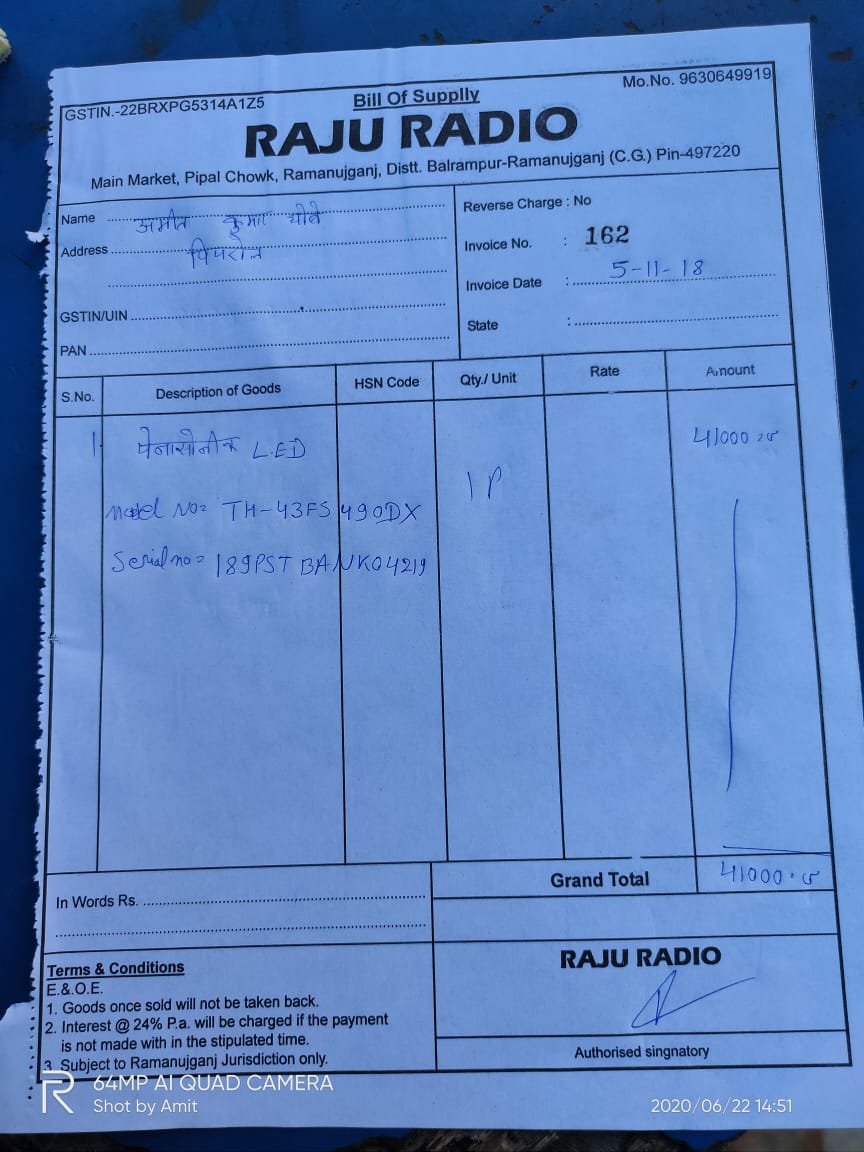 GSTIN.-22BRXPG5314A1Z5
Bill Of Supplly
Mo.No. 9630649919
RAJU RADIO
Main Market, Pipal Chowk, Ramanujganj, Distt. Balrampur-Ramanujganj (C.G.) Pin-497220
Name अमीत कुमार चौबे
Address पिपरोल
GSTIN/UIN
PAN
Reverse Charge : No
Invoice No. : 162
Invoice Date : 5-11-18
State :
S.No. Description of Goods HSN Code Qty./ Unit Rate Amount
1 पेनासोनीक L.ED 41000.00
1 P
Model No= TH-43FS490DX
Serial no= 189PSTBANK04219
Grand Total 41000.00
In Words Rs.
Terms & Conditions
E.&.O.E.
1. Goods once sold will not be taken back.
2. Interest @ 24% P.a. will be charged if the payment
is not made with in the stipulated time.
3. Subject to Ramanujganj Jurisdiction only.
RAJU RADIO
Authorised singnatory
64MP AI QUAD CAMERA
Shot by Amit
2020/06/22 14:51